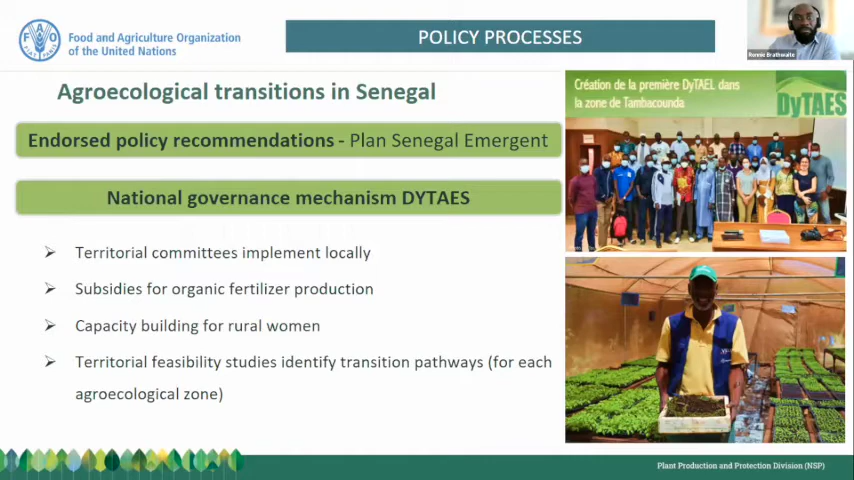 Food and Agriculture Organization
of the United Nations
POLICY PROCESSES
Ronnie Brathwaite
Agroecological transitions in Senegal
Endorsed policy recommendations - Plan Senegal Emergent
National governance mechanism DYTAES
Territorial committees implement locally
Subsidies for organic fertilizer production
Capacity building for rural women
Territorial feasibility studies identify transition pathways (for each
agroecological zone)
Création de la première DyTAEL dans
la zone de Tambacounda
DyTAES
Plant Production and Protection Division (NSP)